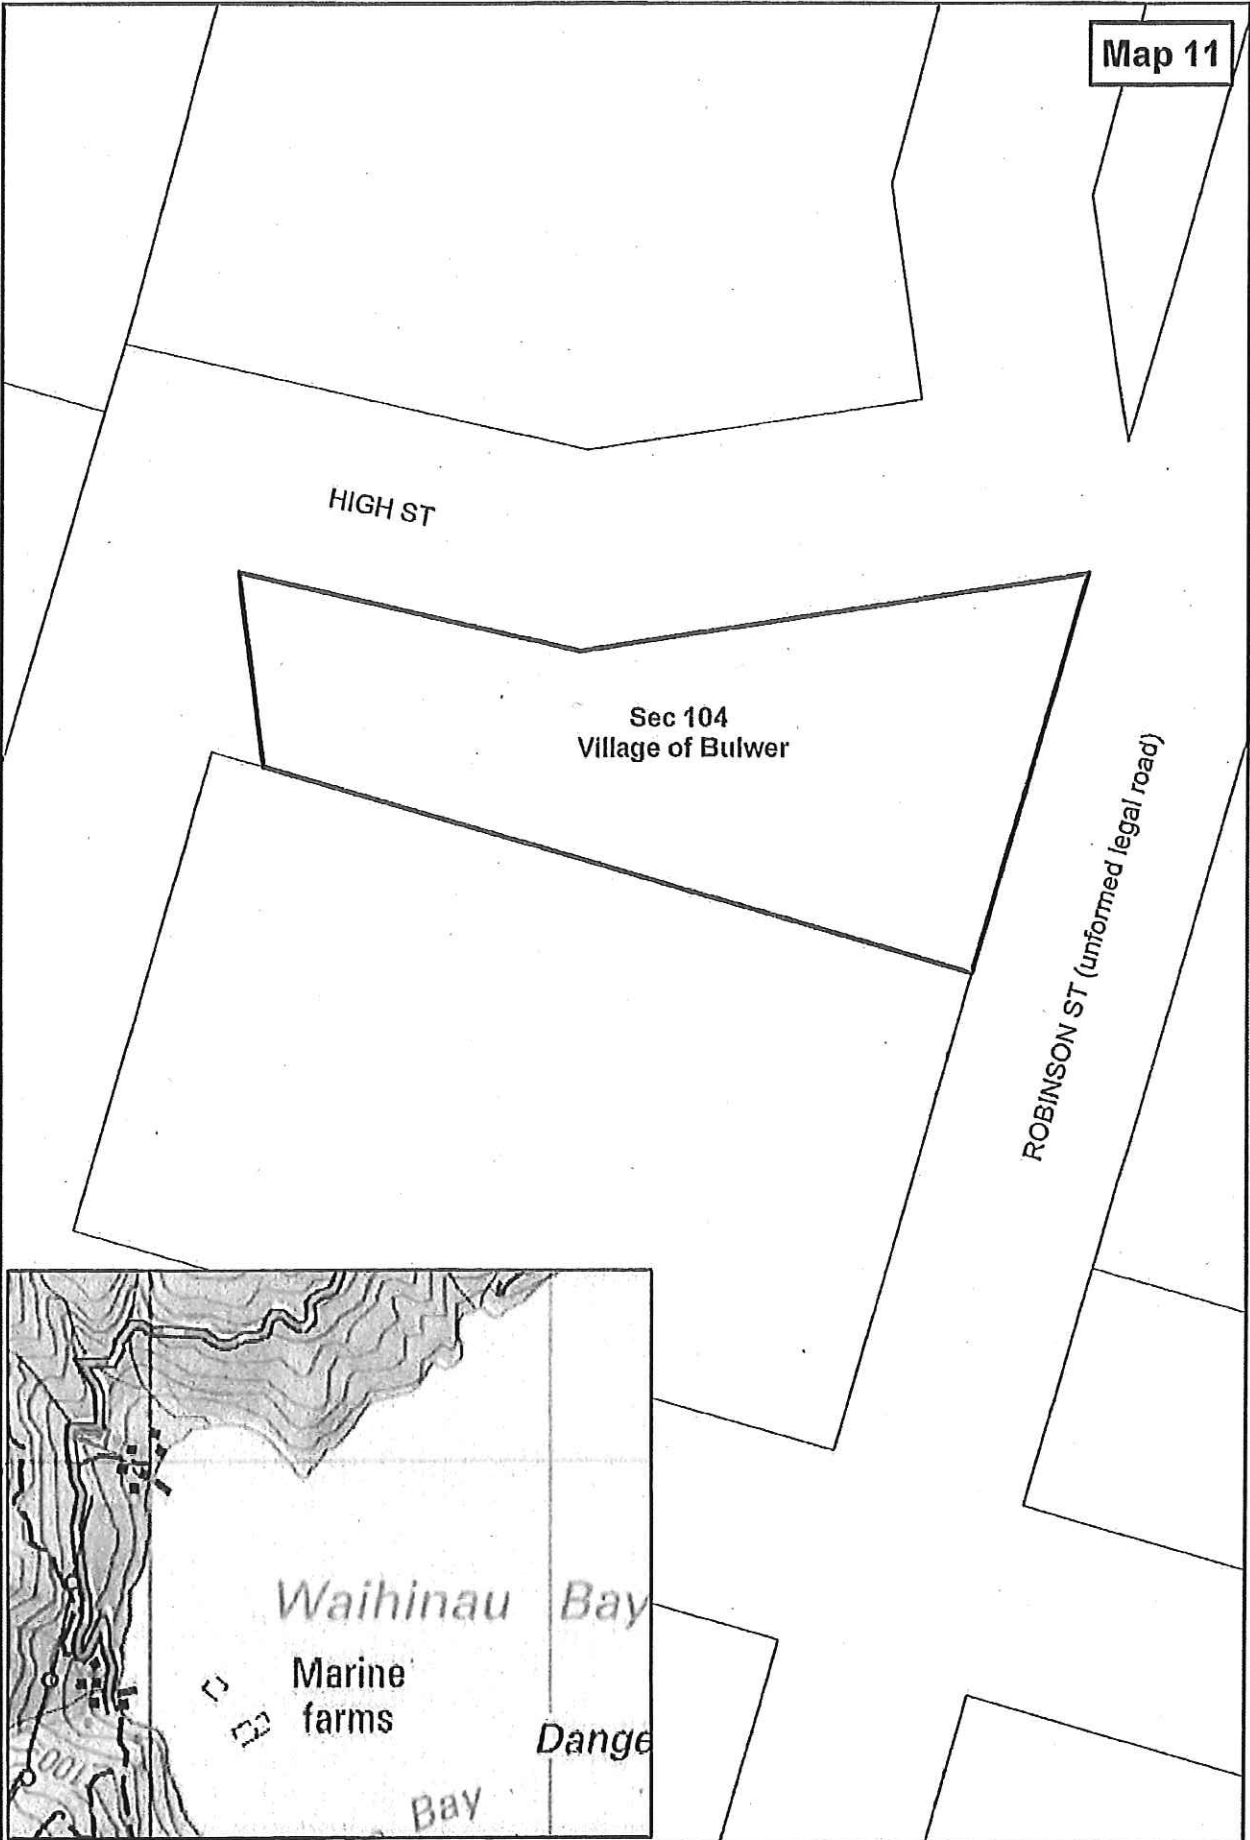 Map 11
HIGH ST
Sec 104
Village of Bulwer
ROBINSON ST (unformed legal road)
Waihinau Bay
Marine
farms
Dange
Bay
100